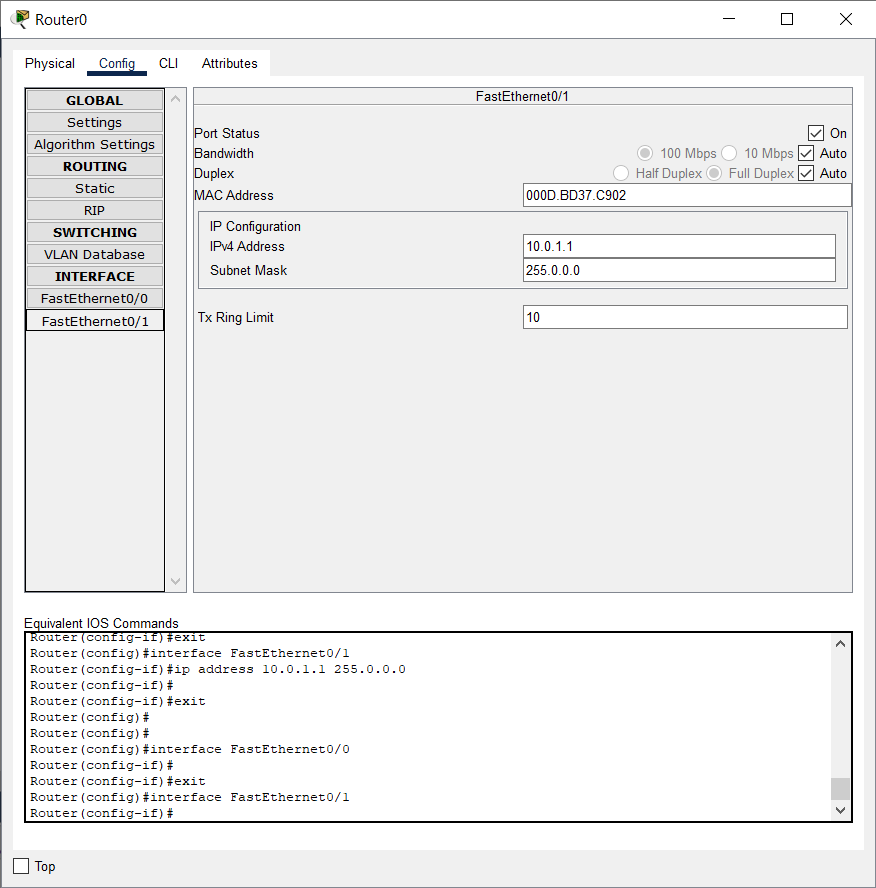 Router0
Physical Config CLI Attributes
GLOBAL
Settings
Algorithm Settings
ROUTING
Static
RIP
SWITCHING
VLAN Database
INTERFACE
FastEthernet0/0
FastEthernet0/1
FastEthernet0/1
Port Status On
Bandwidth 100 Mbps 10 Mbps Auto
Duplex Half Duplex Full Duplex Auto
MAC Address 000D.BD37.C902
IP Configuration
IPv4 Address 10.0.1.1
Subnet Mask 255.0.0.0
Tx Ring Limit 10
Equivalent IOS Commands
Router(config-if)#exit
Router(config)#interface FastEthernet0/1
Router(config-if)#ip address 10.0.1.1 255.0.0.0
Router(config-if)#
Router(config-if)#exit
Router(config)#
Router(config)#
Router(config)#interface FastEthernet0/0
Router(config-if)#
Router(config-if)#exit
Router(config)#interface FastEthernet0/1
Router(config-if)#
Top